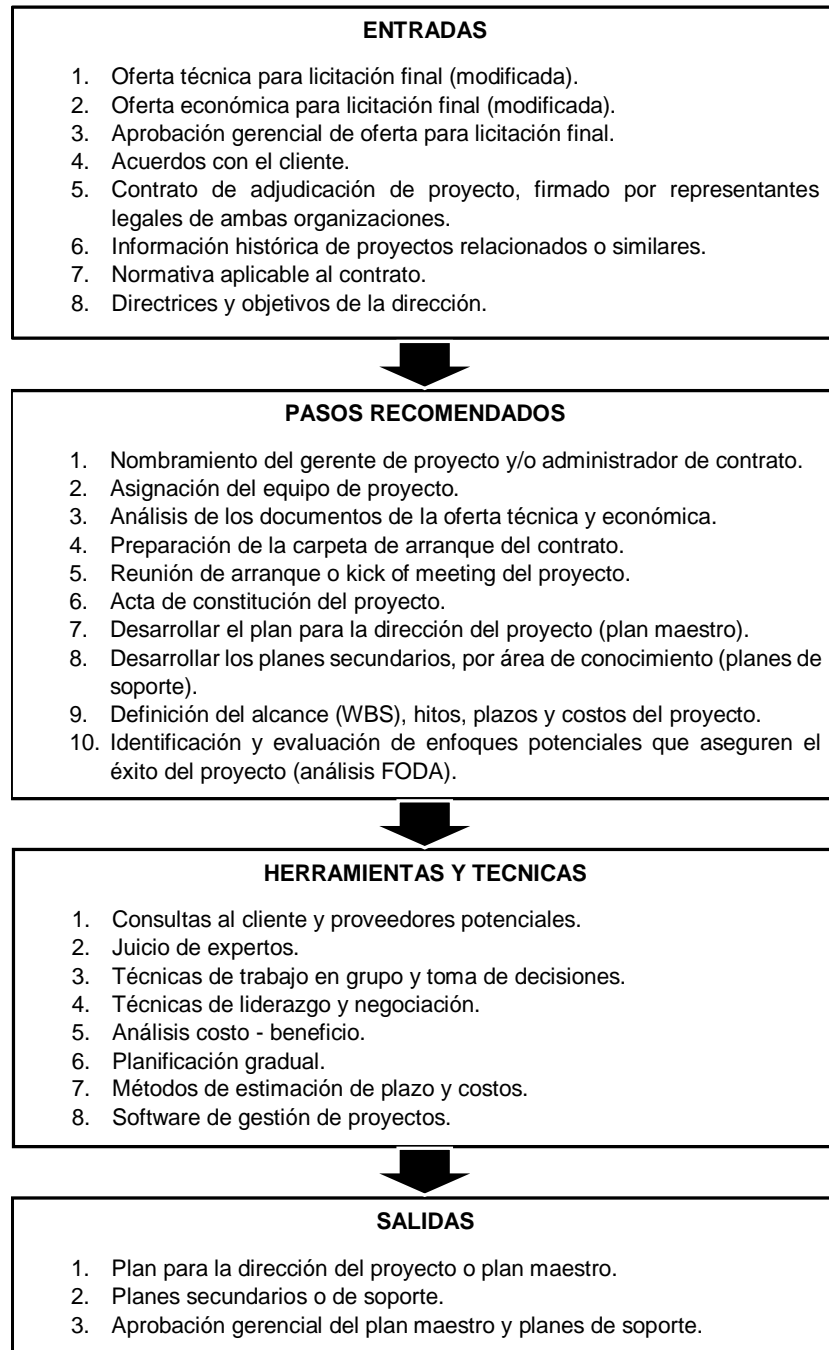 ENTRADAS
1. Oferta técnica para licitación final (modificada).
2. Oferta económica para licitación final (modificada).
3. Aprobación gerencial de oferta para licitación final.
4. Acuerdos con el cliente.
5. Contrato de adjudicación de proyecto, firmado por representantes
legales de ambas organizaciones.
6. Información histórica de proyectos relacionados o similares.
7. Normativa aplicable al contrato.
8. Directrices y objetivos de la dirección.
PASOS RECOMENDADOS
1. Nombramiento del gerente de proyecto y/o administrador de contrato.
2. Asignación del equipo de proyecto.
3. Análisis de los documentos de la oferta técnica y económica.
4. Preparación de la carpeta de arranque del contrato.
5. Reunión de arranque o kick of meeting del proyecto.
6. Acta de constitución del proyecto.
7. Desarrollar el plan para la dirección del proyecto (plan maestro).
8. Desarrollar los planes secundarios, por área de conocimiento (planes de
soporte).
9. Definición del alcance (WBS), hitos, plazos y costos del proyecto.
10. Identificación y evaluación de enfoques potenciales que aseguren el
éxito del proyecto (análisis FODA).
HERRAMIENTAS Y TECNICAS
1. Consultas al cliente y proveedores potenciales.
2. Juicio de expertos.
3. Técnicas de trabajo en grupo y toma de decisiones.
4. Técnicas de liderazgo y negociación.
5. Análisis costo - beneficio.
6. Planificación gradual.
7. Métodos de estimación de plazo y costos.
8. Software de gestión de proyectos.
SALIDAS
1. Plan para la dirección del proyecto o plan maestro.
2. Planes secundarios o de soporte.
3. Aprobación gerencial del plan maestro y planes de soporte.